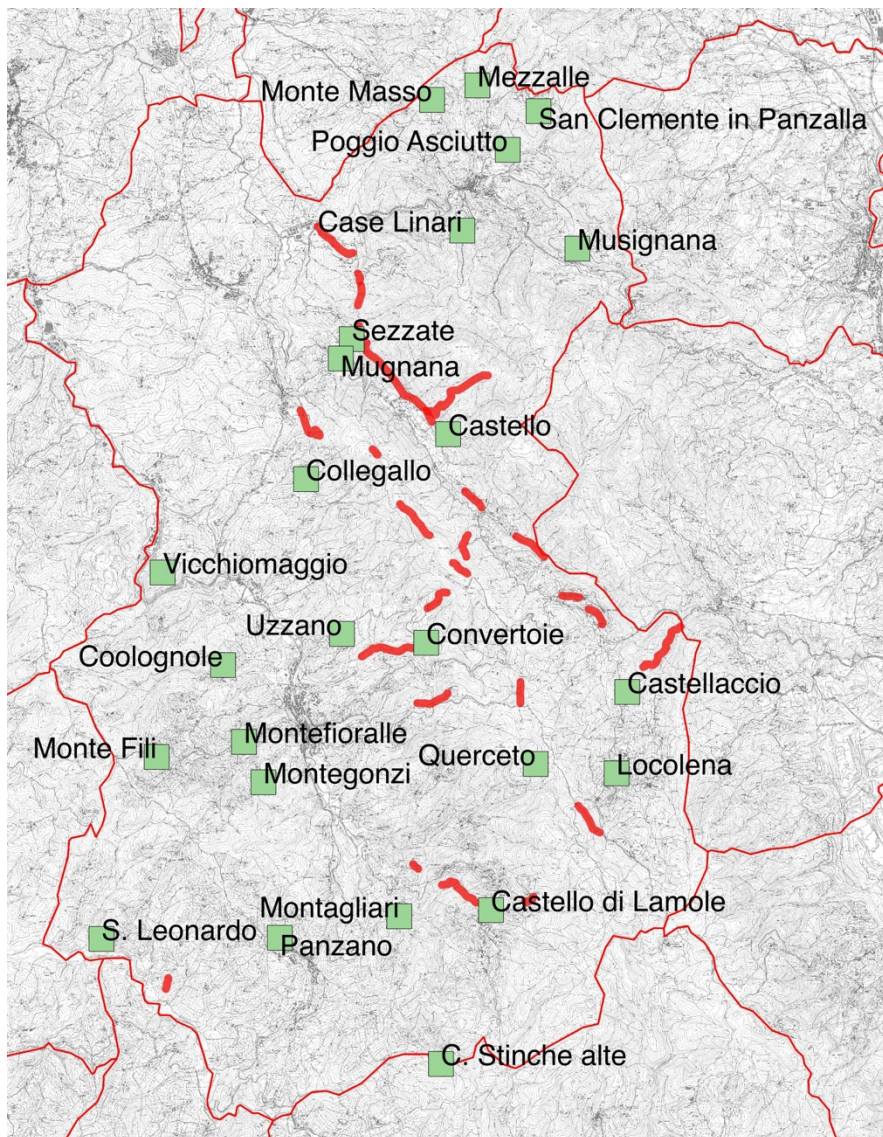 Mezzalle
Monte Masso
San Clemente in Panzalla
Poggio Asciutto
Case Linari
Musignana
Sezzate
Mugnana
Castello
Collegallo
Vicchiomaggio
Uzzano
Convertoie
Coolognole
Castellaccio
Montefioralle
Monte Fili
Querceto
Locolena
Montegonzi
Castello di Lamole
Montagliari
S. Leonardo
Panzano
C. Stinche alte